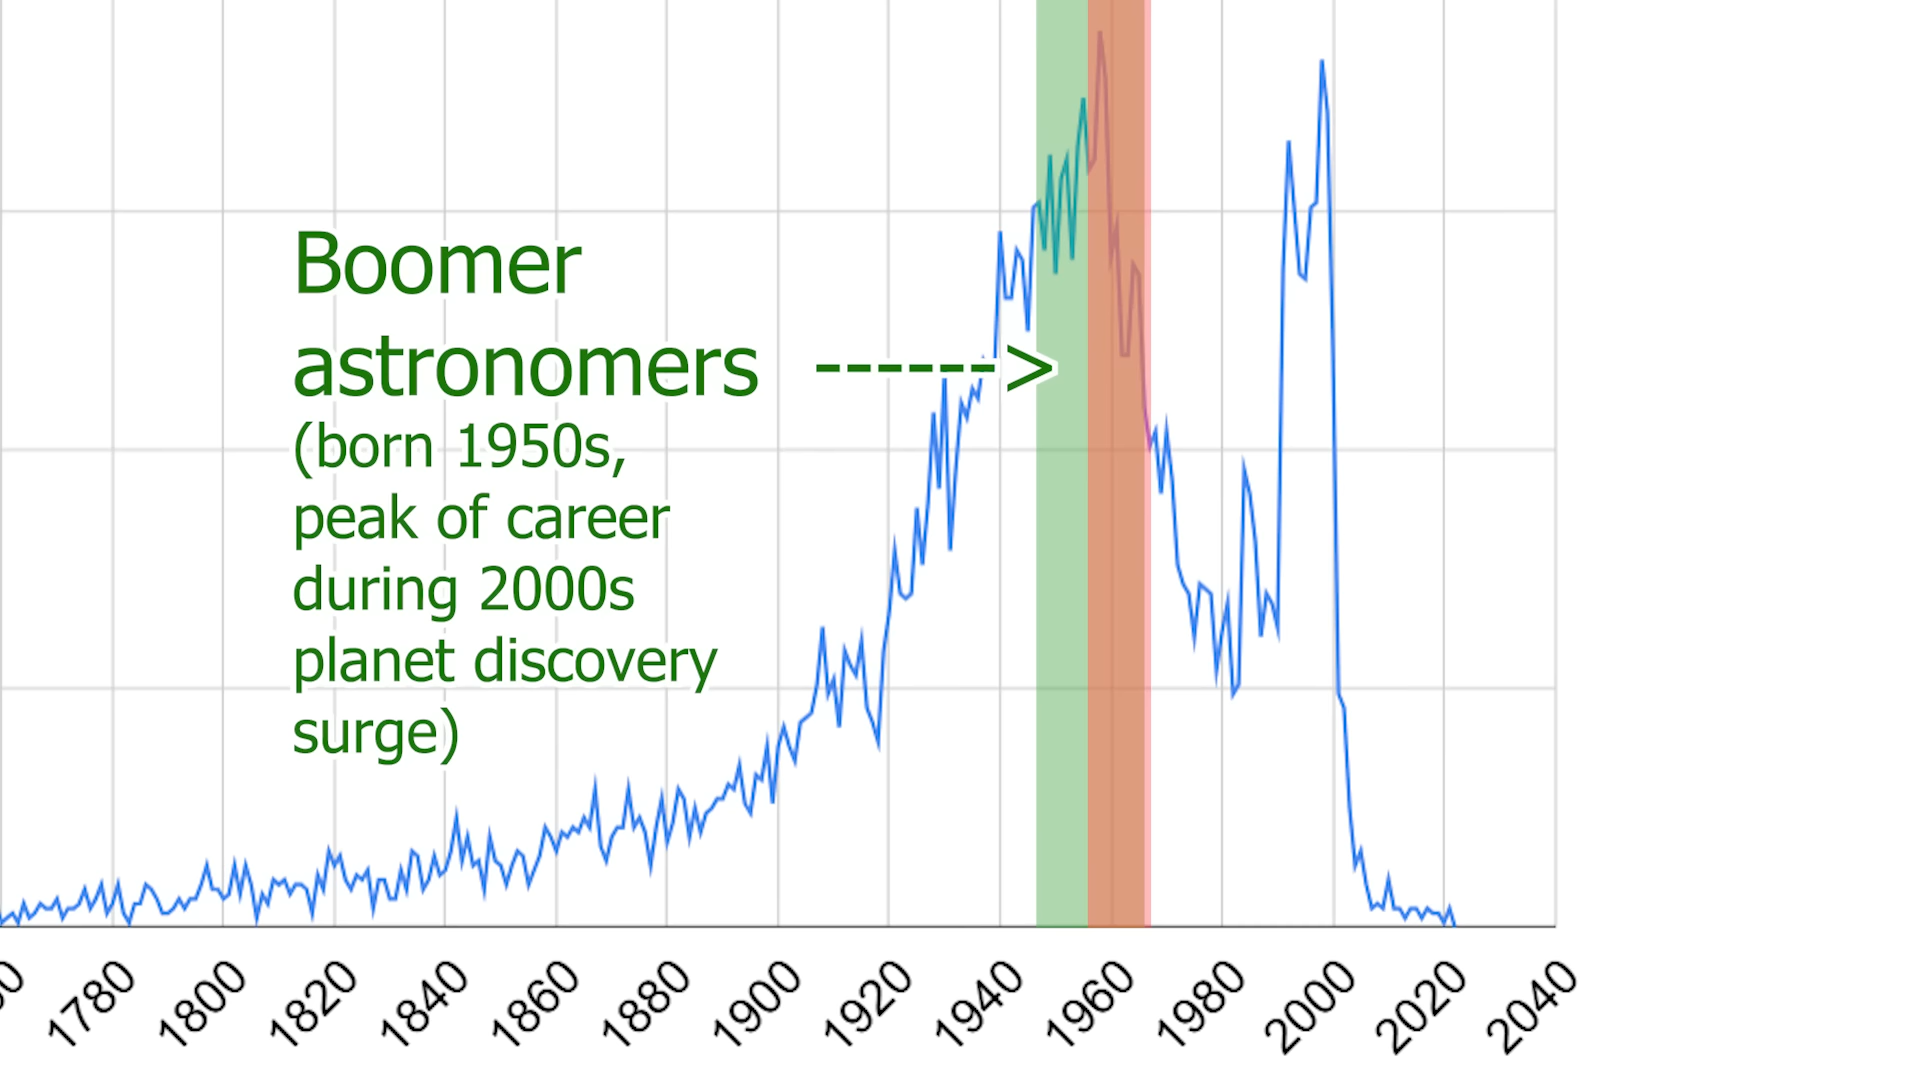 Boomer
astronomers ------>
(born 1950s,
peak of career
during 2000s
planet discovery
surge)
1780 1800 1820 1840 1860 1880 1900 1920 1940 1960 1980 2000 2020 2040